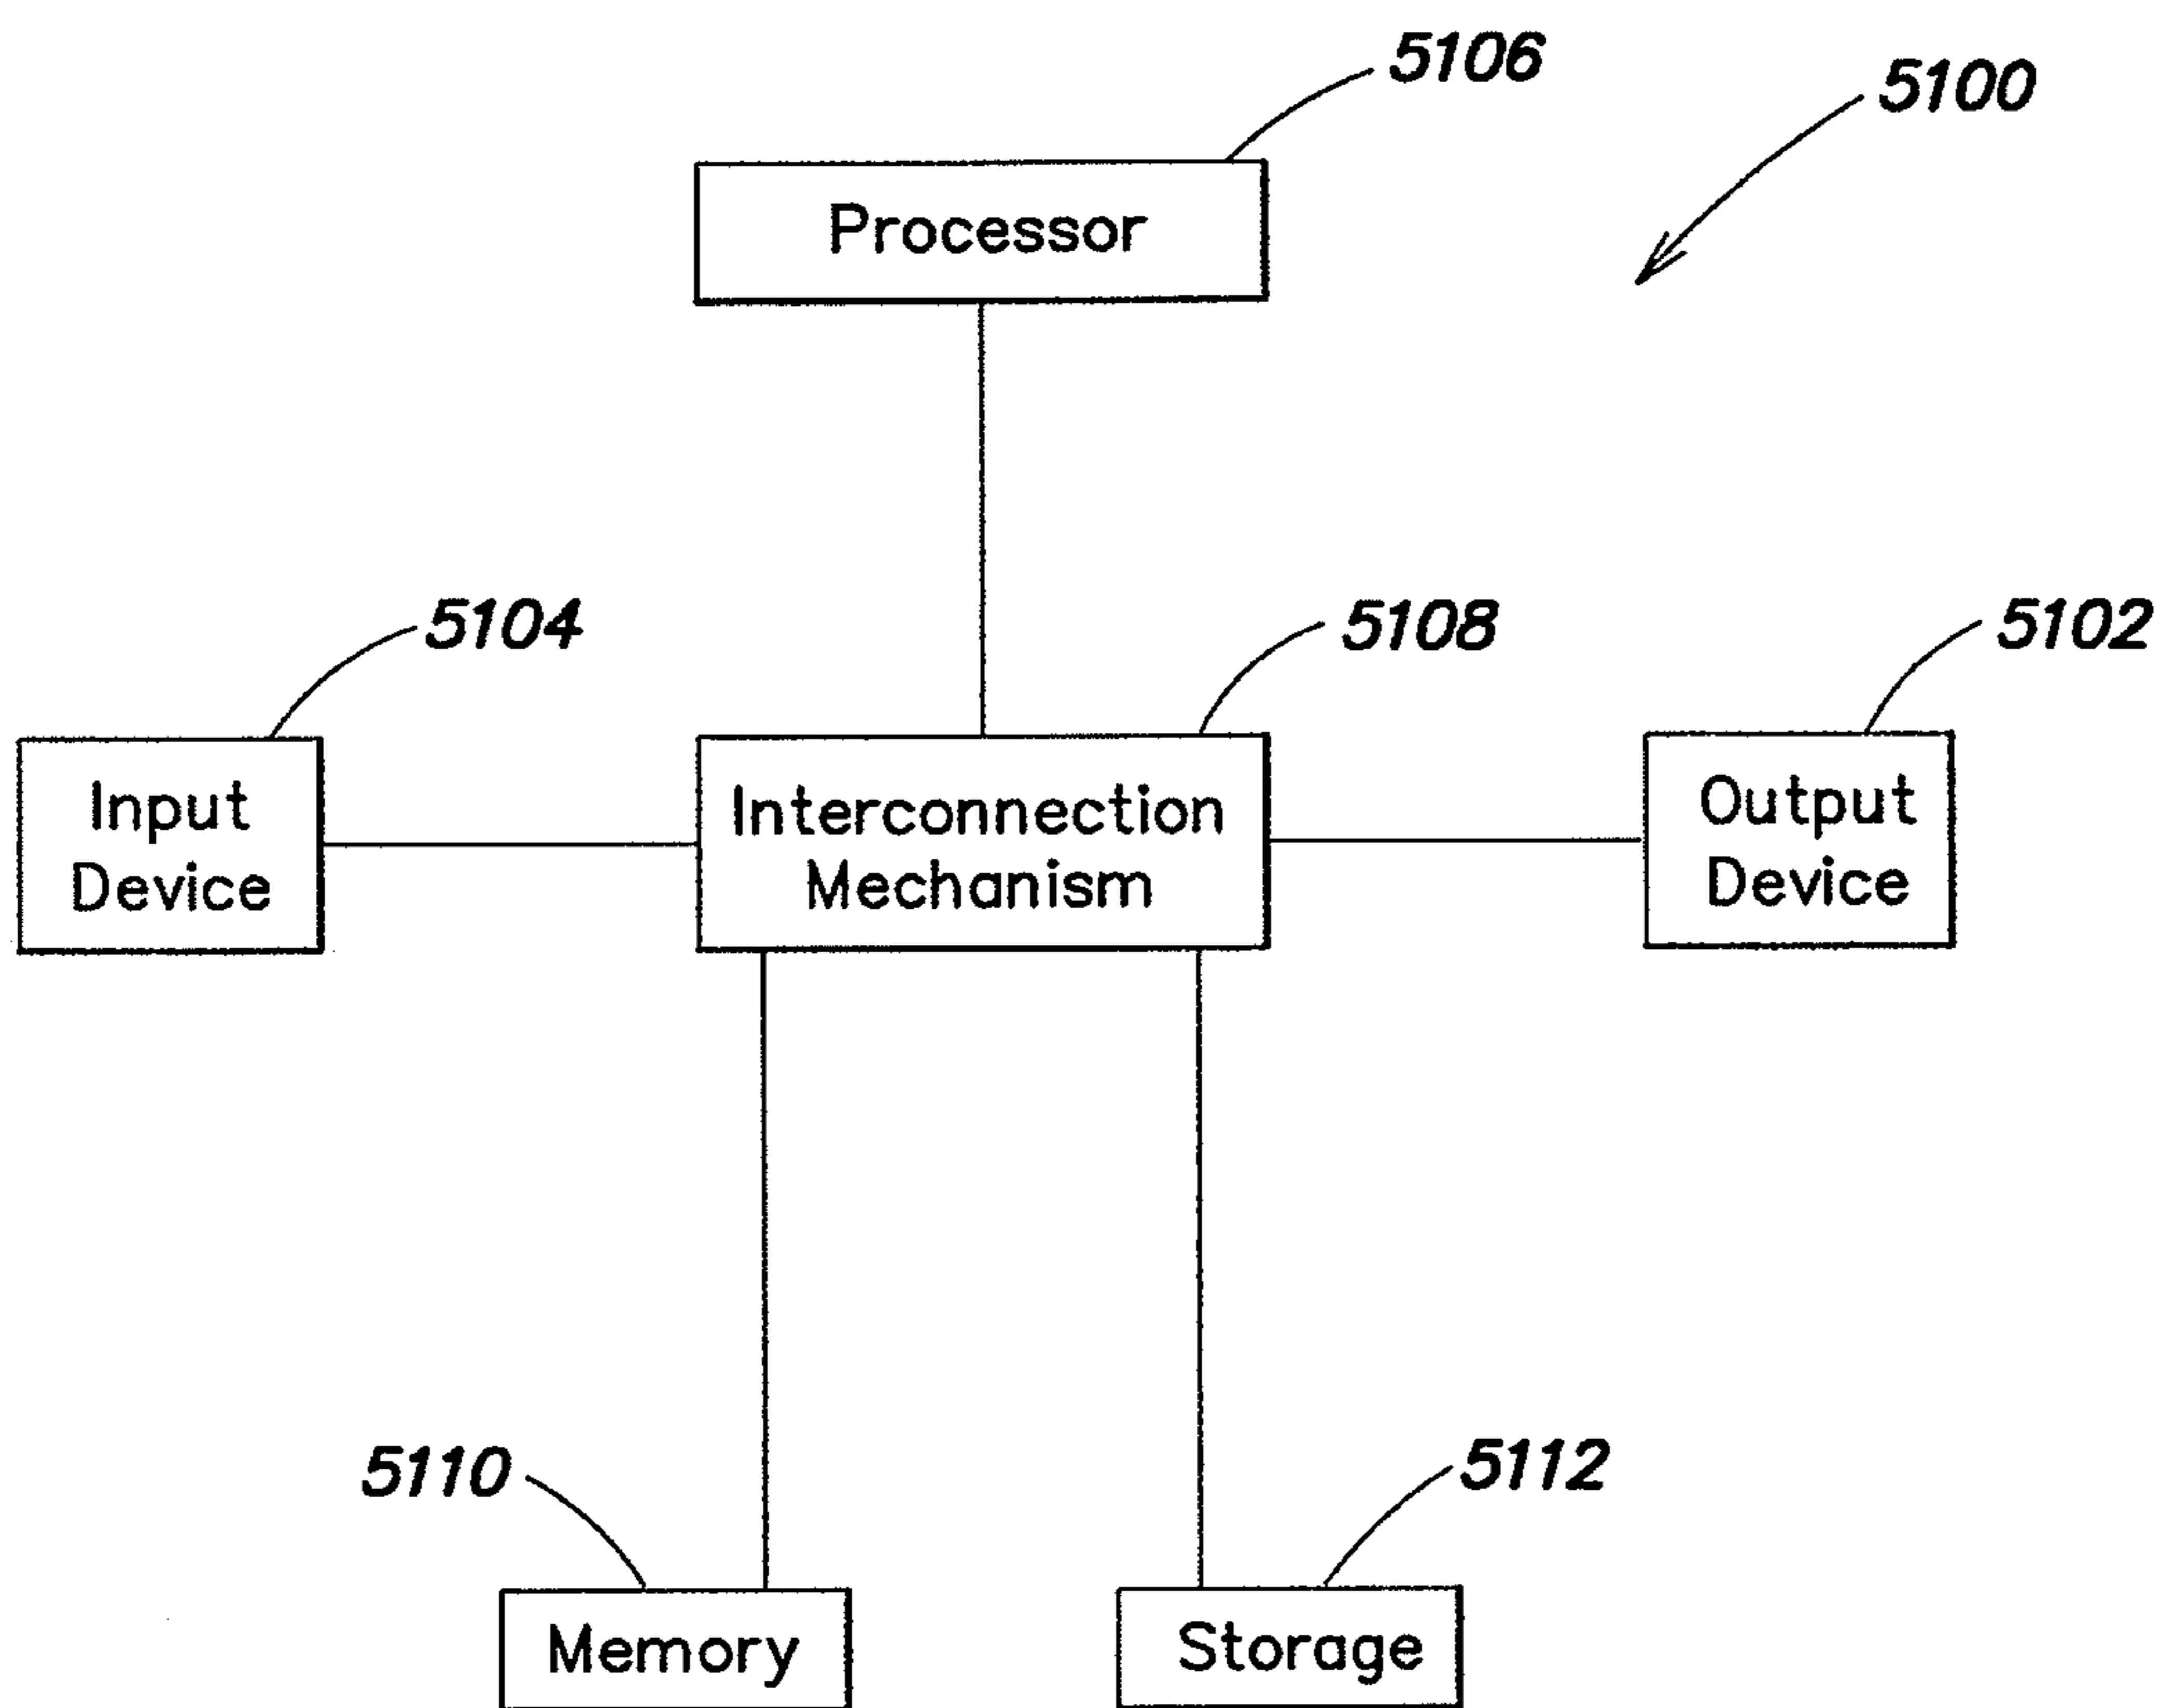 5106
5100
Processor
5104
5108
5102
Input
Device
Interconnection
Mechanism
Output
Device
5110
5112
Memory
Storage